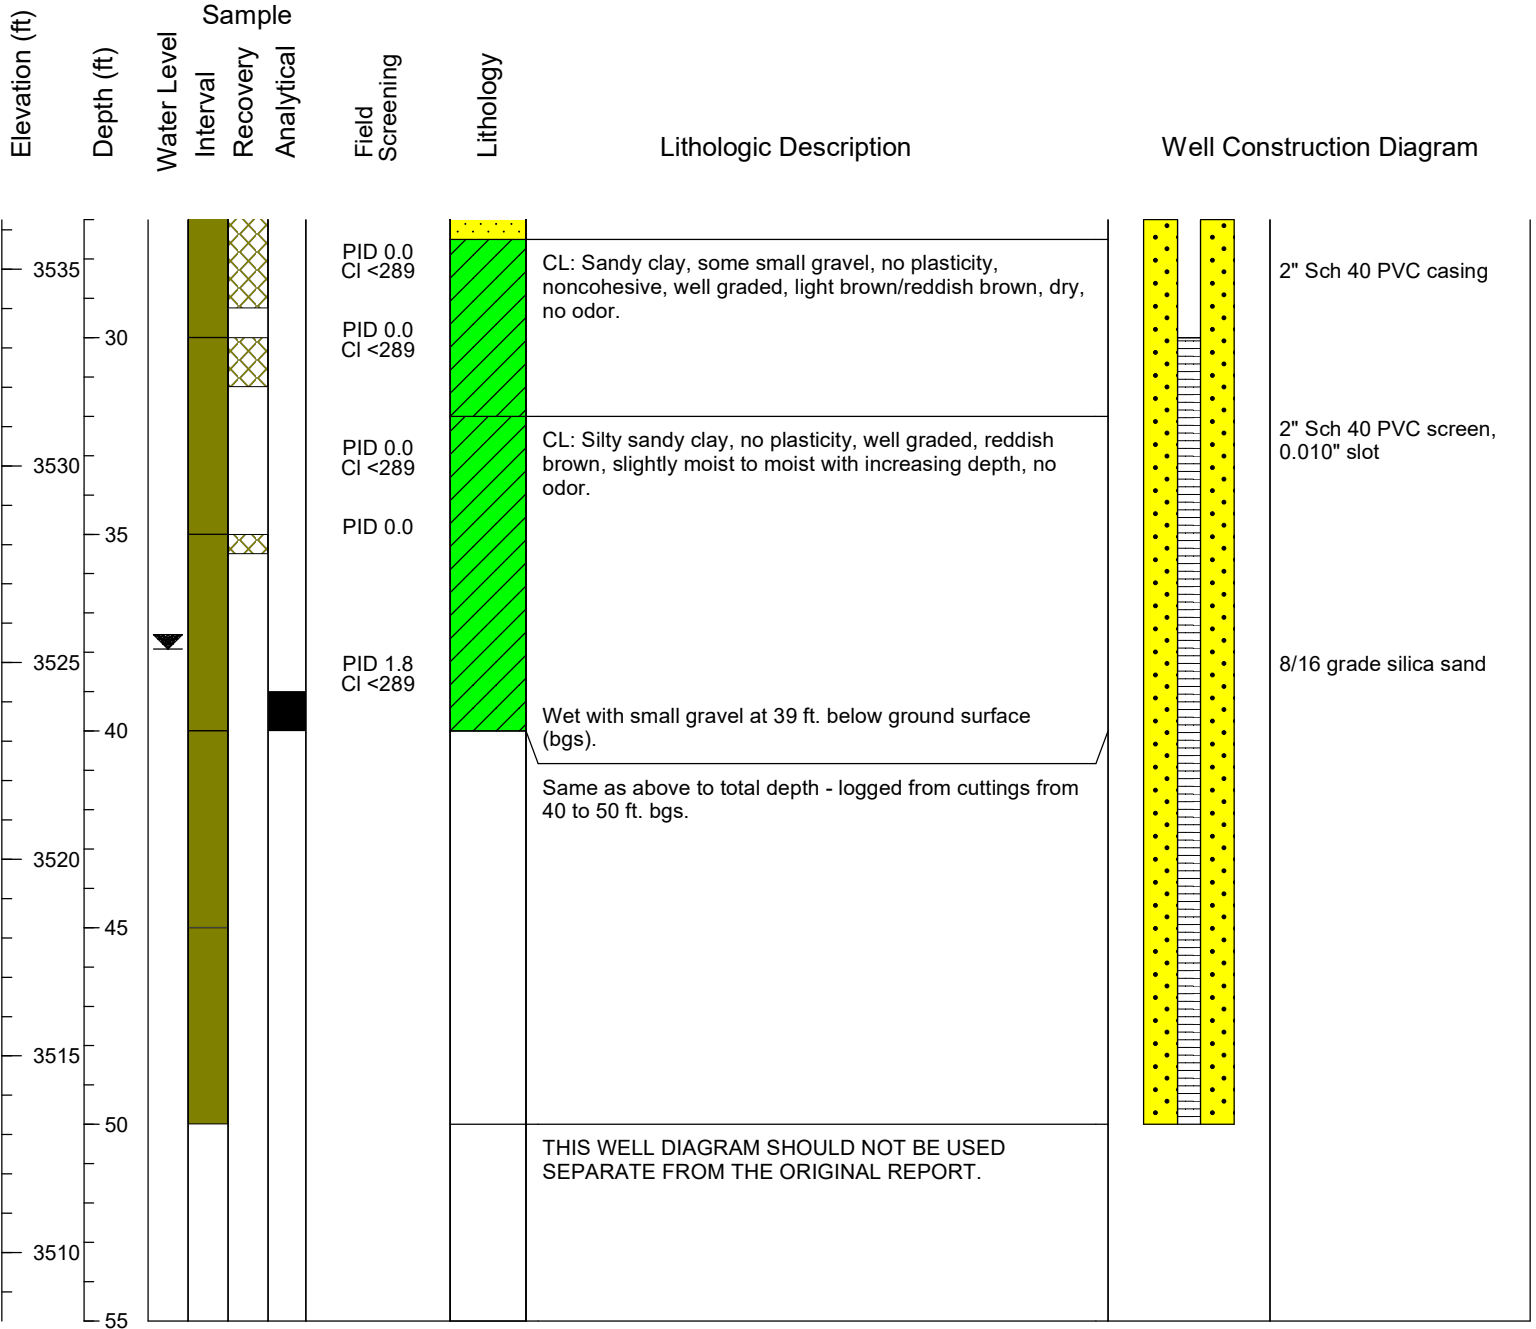 Sample
Elevation (ft)
Depth (ft)
Water Level
Interval
Recovery
Analytical
Field
Screening
Lithology
Lithologic Description
Well Construction Diagram
PID 0.0
Cl <289
CL: Sandy clay, some small gravel, no plasticity,
noncohesive, well graded, light brown/reddish brown, dry,
no odor.
2" Sch 40 PVC casing
3535
30
PID 0.0
Cl <289
CL: Silty sandy clay, no plasticity, well graded, reddish
brown, slightly moist to moist with increasing depth, no
odor.
2" Sch 40 PVC screen,
0.010" slot
PID 0.0
Cl <289
3530
35
PID 0.0
3525
PID 1.8
Cl <289
8/16 grade silica sand
Wet with small gravel at 39 ft. below ground surface
(bgs).
40
Same as above to total depth - logged from cuttings from
40 to 50 ft. bgs.
3520
45
3515
50
THIS WELL DIAGRAM SHOULD NOT BE USED
SEPARATE FROM THE ORIGINAL REPORT.
3510
55